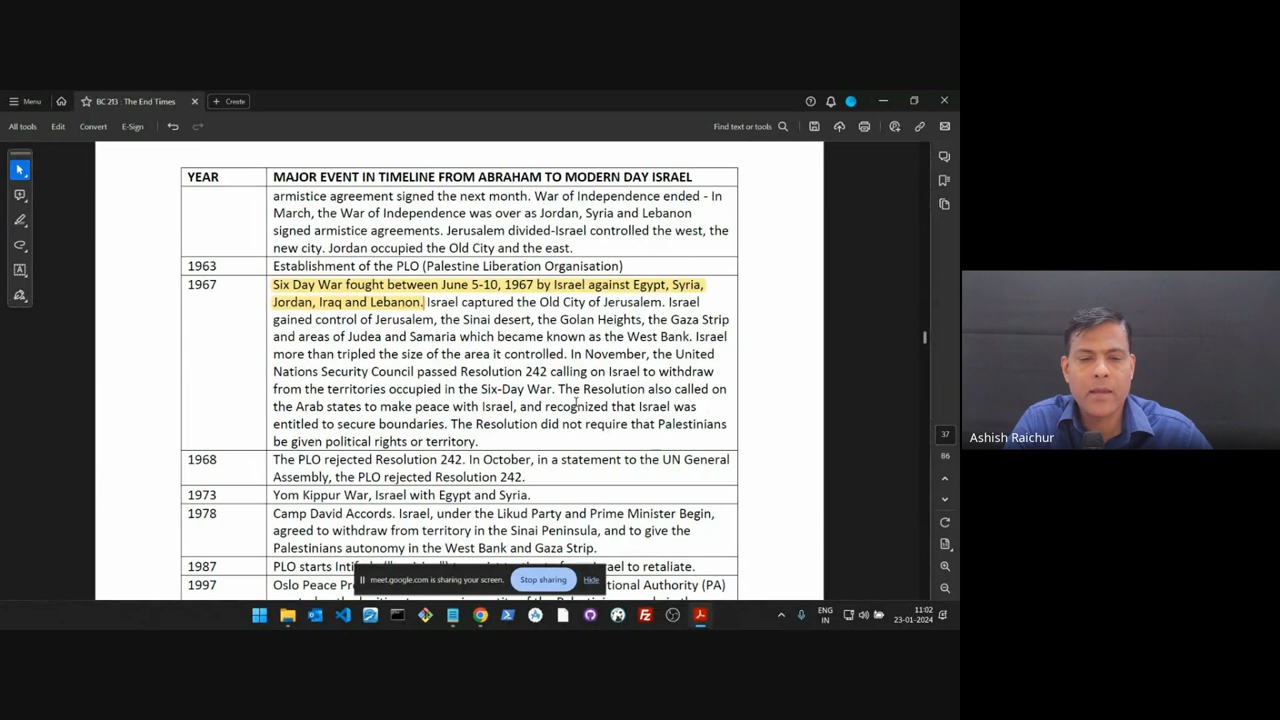 Menu
BC 213 : The End Times
Create
All tools
Edit
Convert
E-Sign
Find text or tools
YEAR
MAJOR EVENT IN TIMELINE FROM ABRAHAM TO MODERN DAY ISRAEL
armistice agreement signed the next month. War of Independence ended - In
March, the War of Independence was over as Jordan, Syria and Lebanon
signed armistice agreements. Jerusalem divided-Israel controlled the west, the
new city. Jordan occupied the Old City and the east.
1963
Establishment of the PLO (Palestine Liberation Organisation)
1967
Six Day War fought between June 5-10, 1967 by Israel against Egypt, Syria,
Jordan, Iraq and Lebanon. Israel captured the Old City of Jerusalem. Israel
gained control of Jerusalem, the Sinai desert, the Golan Heights, the Gaza Strip
and areas of Judea and Samaria which became known as the West Bank. Israel
more than tripled the size of the area it controlled. In November, the United
Nations Security Council passed Resolution 242 calling on Israel to withdraw
from the territories occupied in the Six-Day War. The Resolution also called on
the Arab states to make peace with Israel, and recognized that Israel was
entitled to secure boundaries. The Resolution did not require that Palestinians
be given political rights or territory.
1968
The PLO rejected Resolution 242. In October, in a statement to the UN General
Assembly, the PLO rejected Resolution 242.
1973
Yom Kippur War, Israel with Egypt and Syria.
1978
Camp David Accords. Israel, under the Likud Party and Prime Minister Begin,
agreed to withdraw from territory in the Sinai Peninsula, and to give the
Palestinians autonomy in the West Bank and Gaza Strip.
1987
PLO starts Intif
rael to retaliate.
1997
Oslo Peace Pr
Authority (PA)
meet.google.com is sharing your screen.
Stop sharing
Hide
37
86
Ashish Raichur
ENG
IN
11:02
23-01-2024